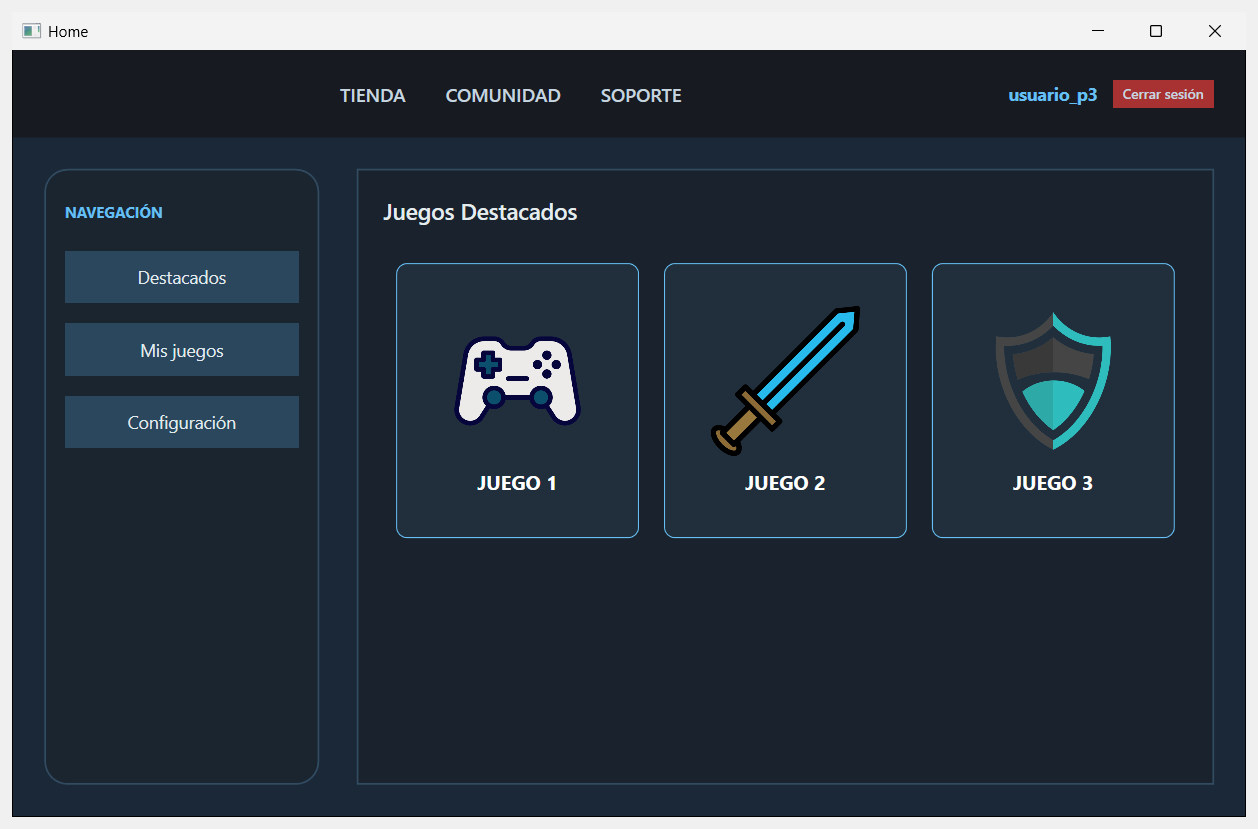 Home
TIENDA COMUNIDAD SOPORTE usuario_p3 Cerrar sesión
NAVEGACIÓN
Destacados
Mis juegos
Configuración
Juegos Destacados
JUEGO 1 JUEGO 2 JUEGO 3